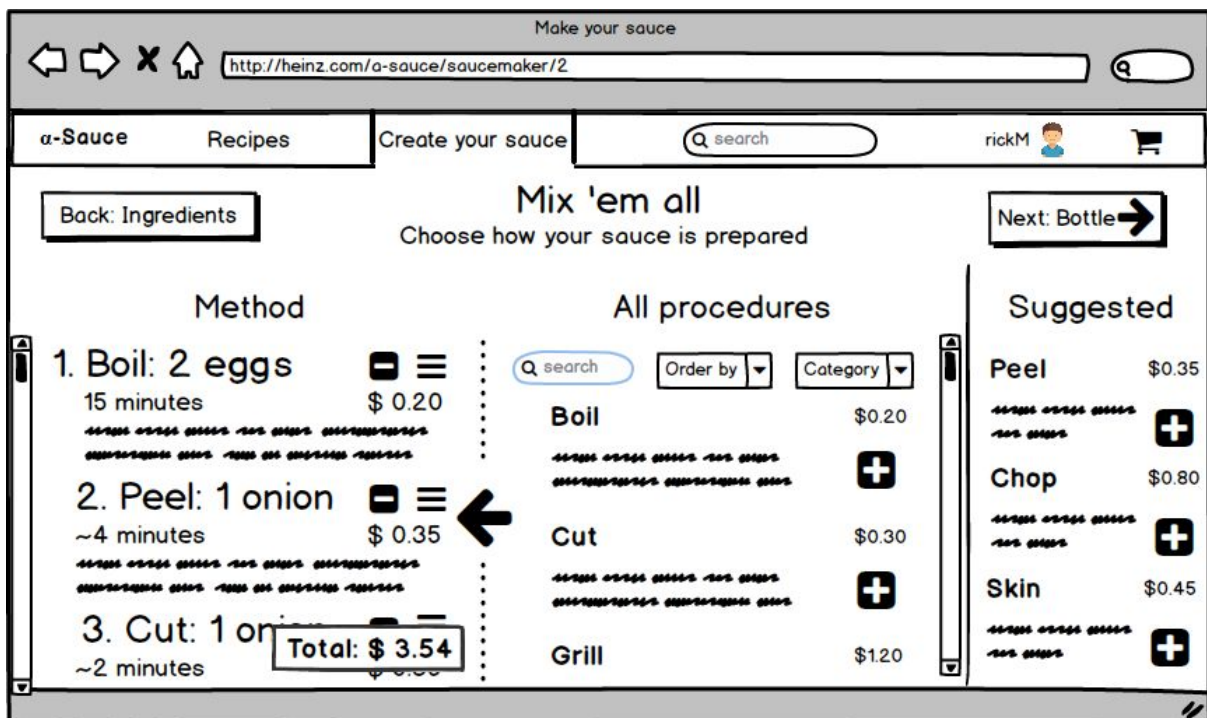 Make your sauce
http://heinz.com/a-sauce/saucemaker/2
α-Sauce Recipes Create your sauce search rickM
Back: Ingredients
Mix 'em all
Choose how your sauce is prepared
Next: Bottle
Method
1. Boil: 2 eggs
15 minutes $ 0.20
2. Peel: 1 onion
~4 minutes $ 0.35
3. Cut: 1
~2 minutes
Total: $ 3.54
All procedures
search Order by Category
Boil $0.20
Cut $0.30
Grill $1.20
Suggested
Peel $0.35
Chop $0.80
Skin $0.45